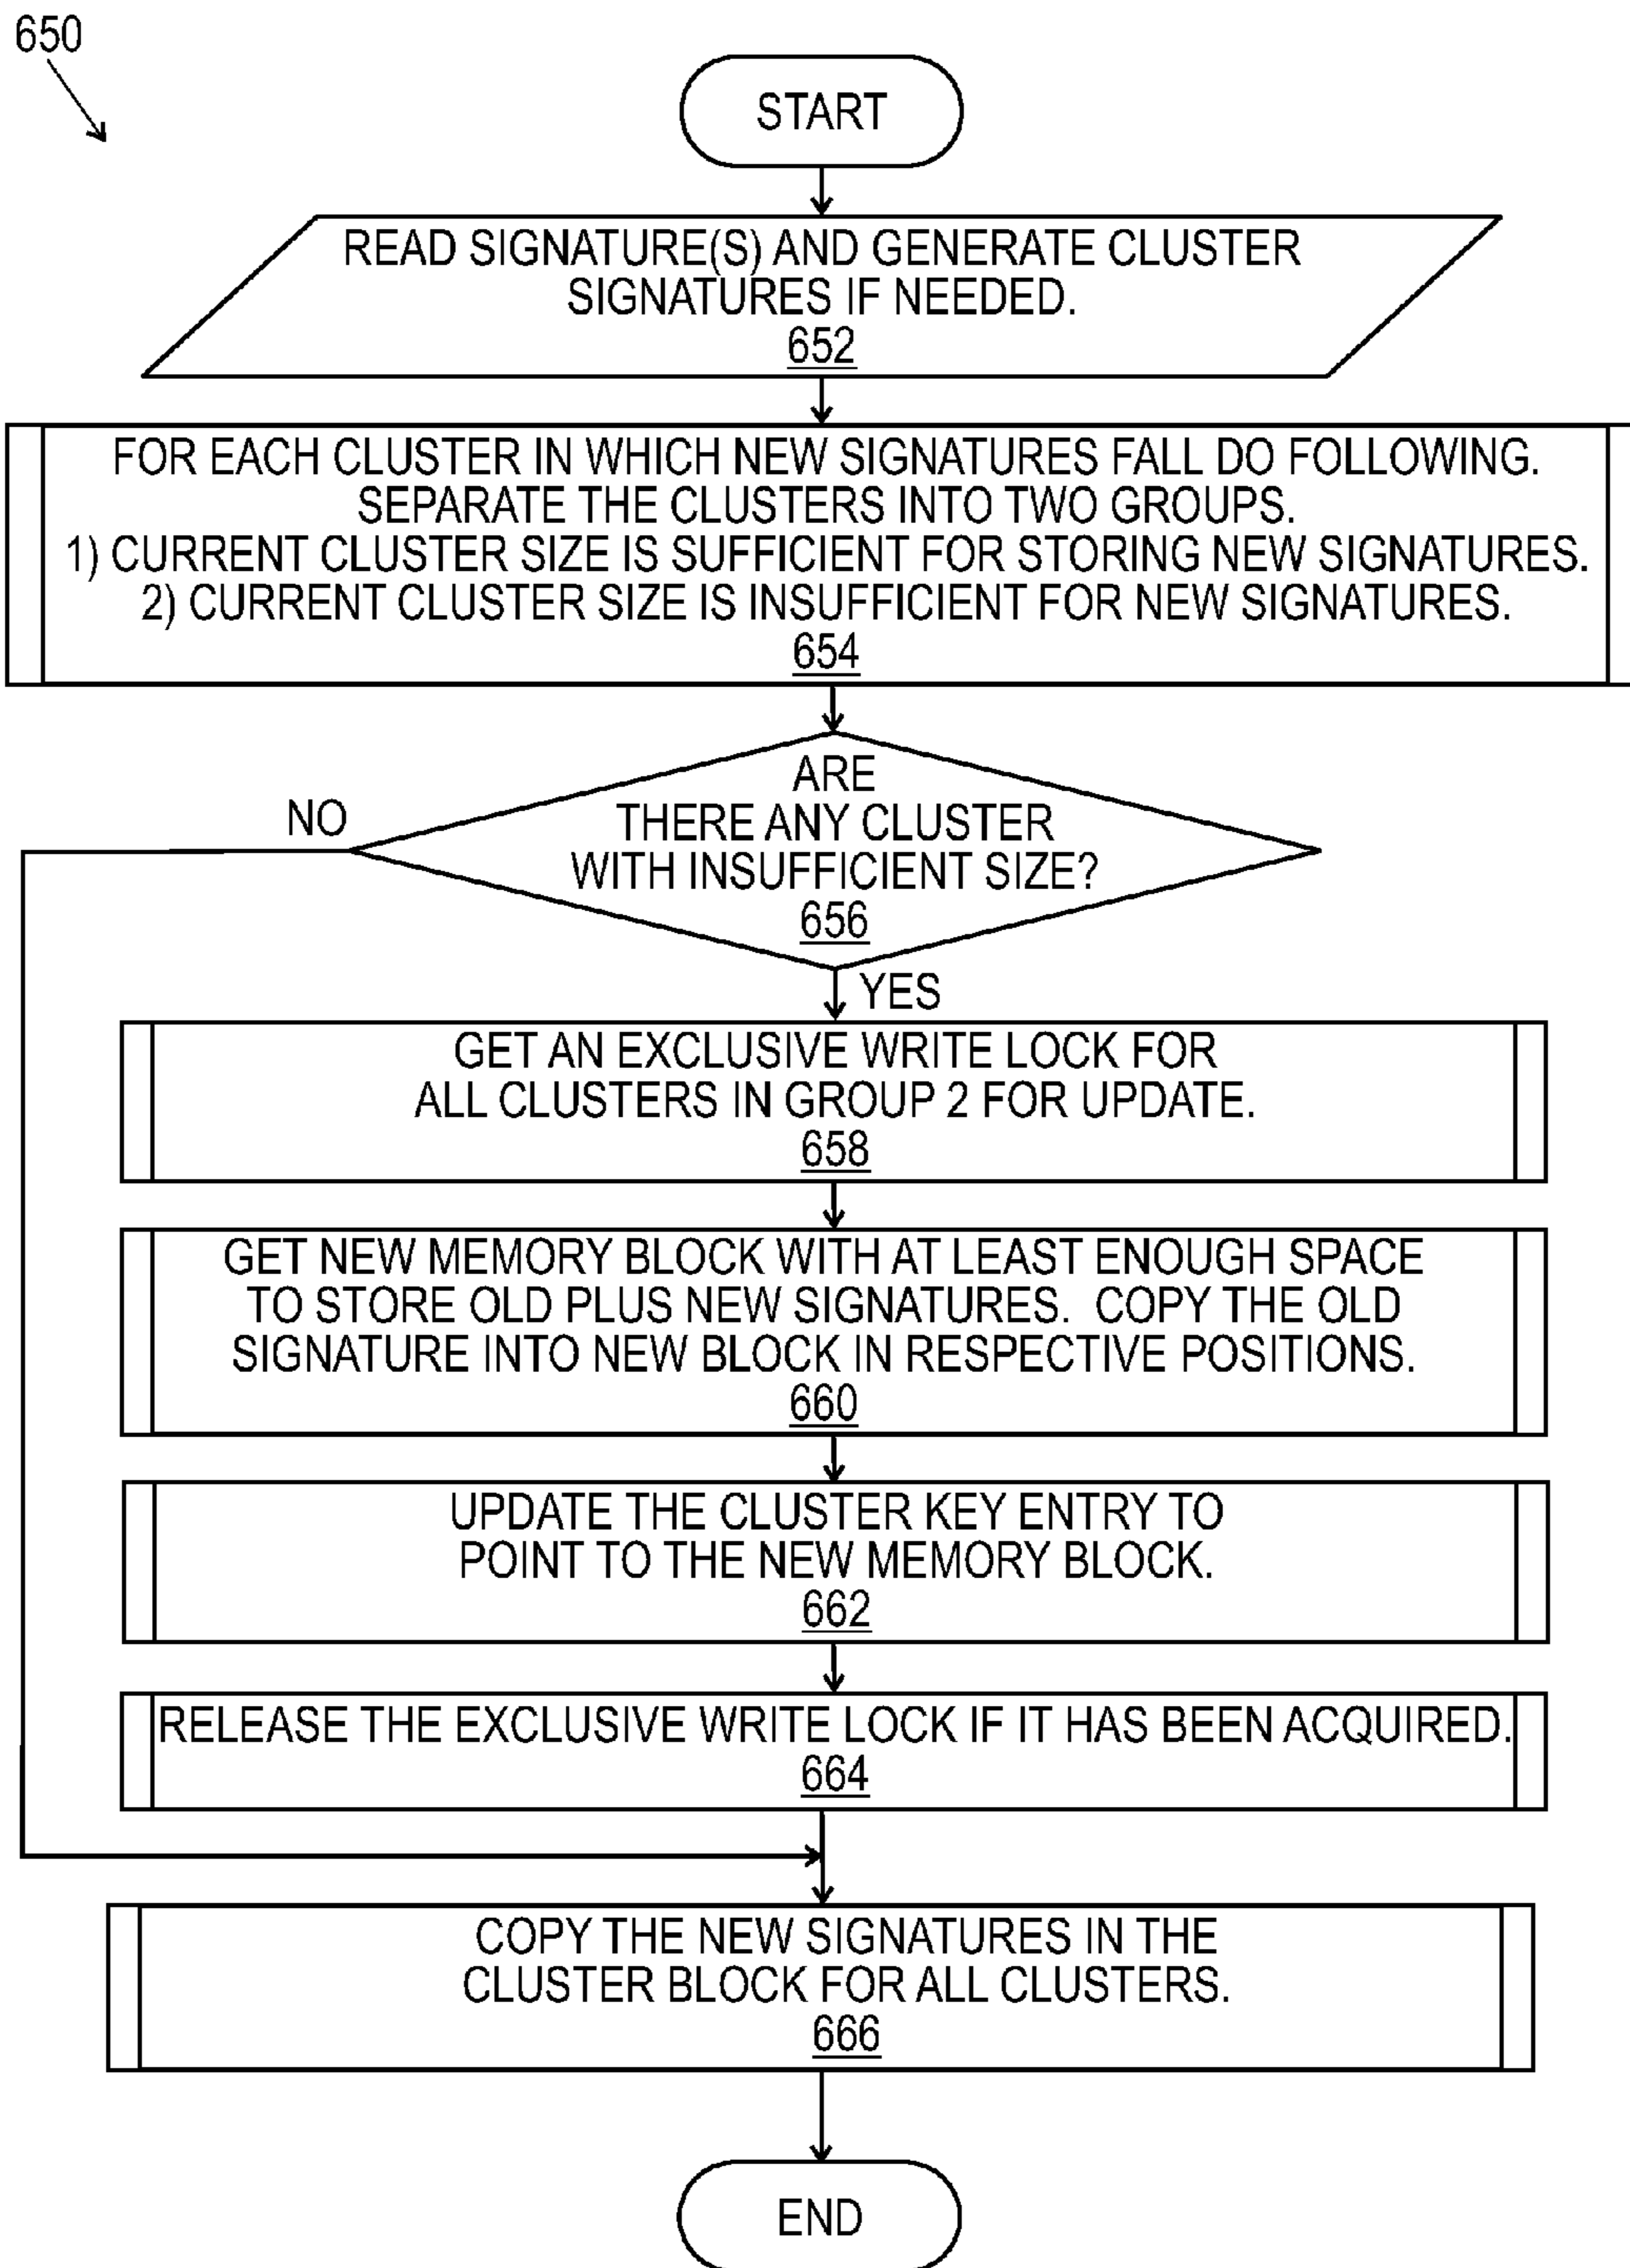 650
START
READ SIGNATURE(S) AND GENERATE CLUSTER
SIGNATURES IF NEEDED.
652
FOR EACH CLUSTER IN WHICH NEW SIGNATURES FALL DO FOLLOWING.
SEPARATE THE CLUSTERS INTO TWO GROUPS.
1) CURRENT CLUSTER SIZE IS SUFFICIENT FOR STORING NEW SIGNATURES.
2) CURRENT CLUSTER SIZE IS INSUFFICIENT FOR NEW SIGNATURES.
654
ARE
THERE ANY CLUSTER
WITH INSUFFICIENT SIZE?
656
NO
YES
GET AN EXCLUSIVE WRITE LOCK FOR
ALL CLUSTERS IN GROUP 2 FOR UPDATE.
658
GET NEW MEMORY BLOCK WITH AT LEAST ENOUGH SPACE
TO STORE OLD PLUS NEW SIGNATURES. COPY THE OLD
SIGNATURE INTO NEW BLOCK IN RESPECTIVE POSITIONS.
660
UPDATE THE CLUSTER KEY ENTRY TO
POINT TO THE NEW MEMORY BLOCK.
662
RELEASE THE EXCLUSIVE WRITE LOCK IF IT HAS BEEN ACQUIRED.
664
COPY THE NEW SIGNATURES IN THE
CLUSTER BLOCK FOR ALL CLUSTERS.
666
END